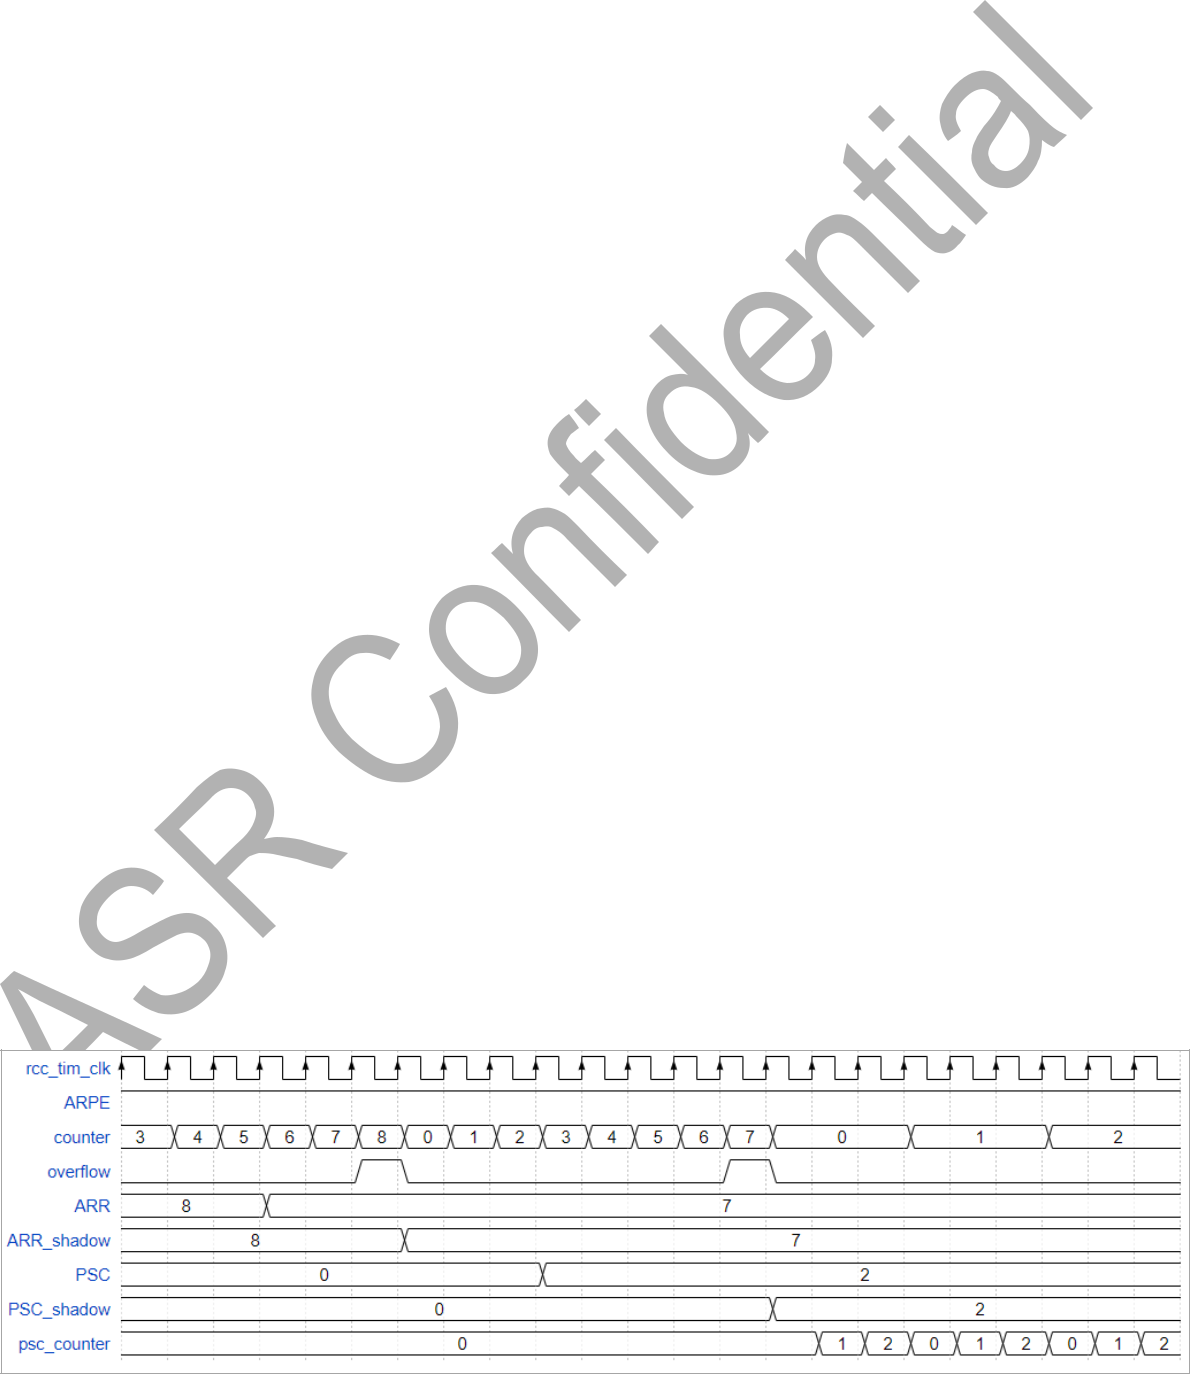 ASR Confidential
rcc_tim_clk
ARPE
counter 3 4 5 6 7 8 0 1 2 3 4 5 6 7 0 1 2
overflow
ARR 8 7
ARR_shadow 8 7
PSC 0 2
PSC_shadow 0 2
psc_counter 0 1 2 0 1 2 0 1 2